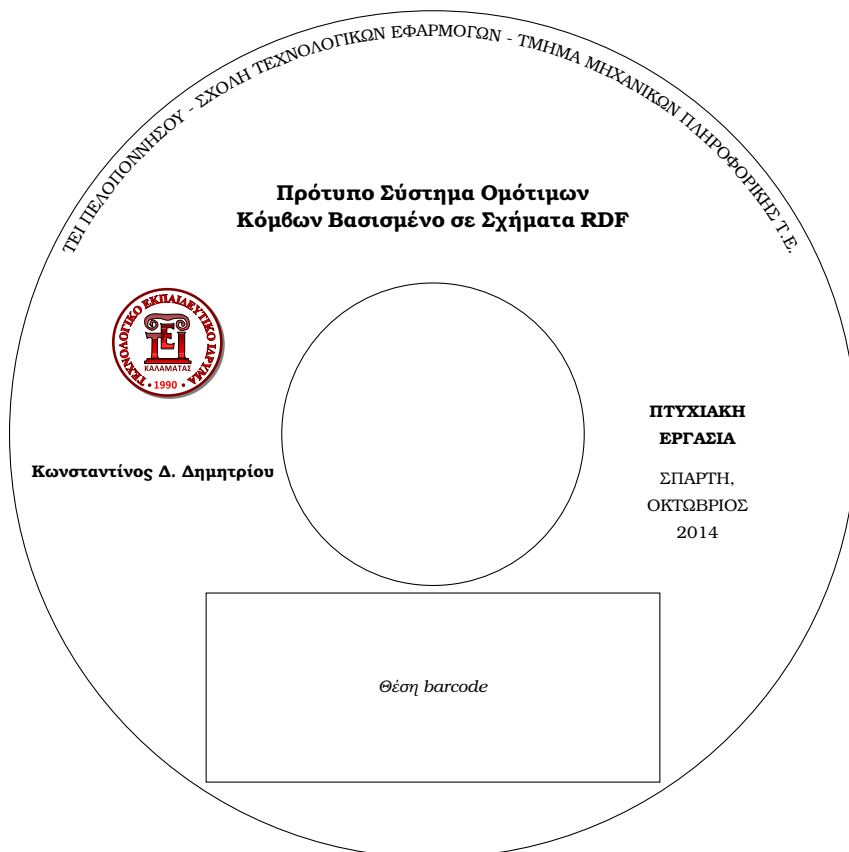 ΤΕΙ ΠΕΛΟΠΟΝΝΗΣΟΥ - ΣΧΟΛΗ ΤΕΧΝΟΛΟΓΙΚΩΝ ΕΦΑΡΜΟΓΩΝ - ΤΜΗΜΑ ΜΗΧΑΝΙΚΩΝ ΠΛΗΡΟΦΟΡΙΚΗΣ Τ.Ε.
Πρότυπο Σύστημα Ομότιμων
Κόμβων Βασισμένο σε Σχήματα RDF
ΤΕΧΝΟΛΟΓΙΚΟ ΕΚΠΑΙΔΕΥΤΙΚΟ ΙΔΡΥΜΑ
ΤΕΙ
ΚΑΛΑΜΑΤΑΣ
• 1990 •
Κωνσταντίνος Δ. Δημητρίου
ΠΤΥΧΙΑΚΗ
ΕΡΓΑΣΙΑ
ΣΠΑΡΤΗ,
ΟΚΤΩΒΡΙΟΣ
2014
Θέση barcode